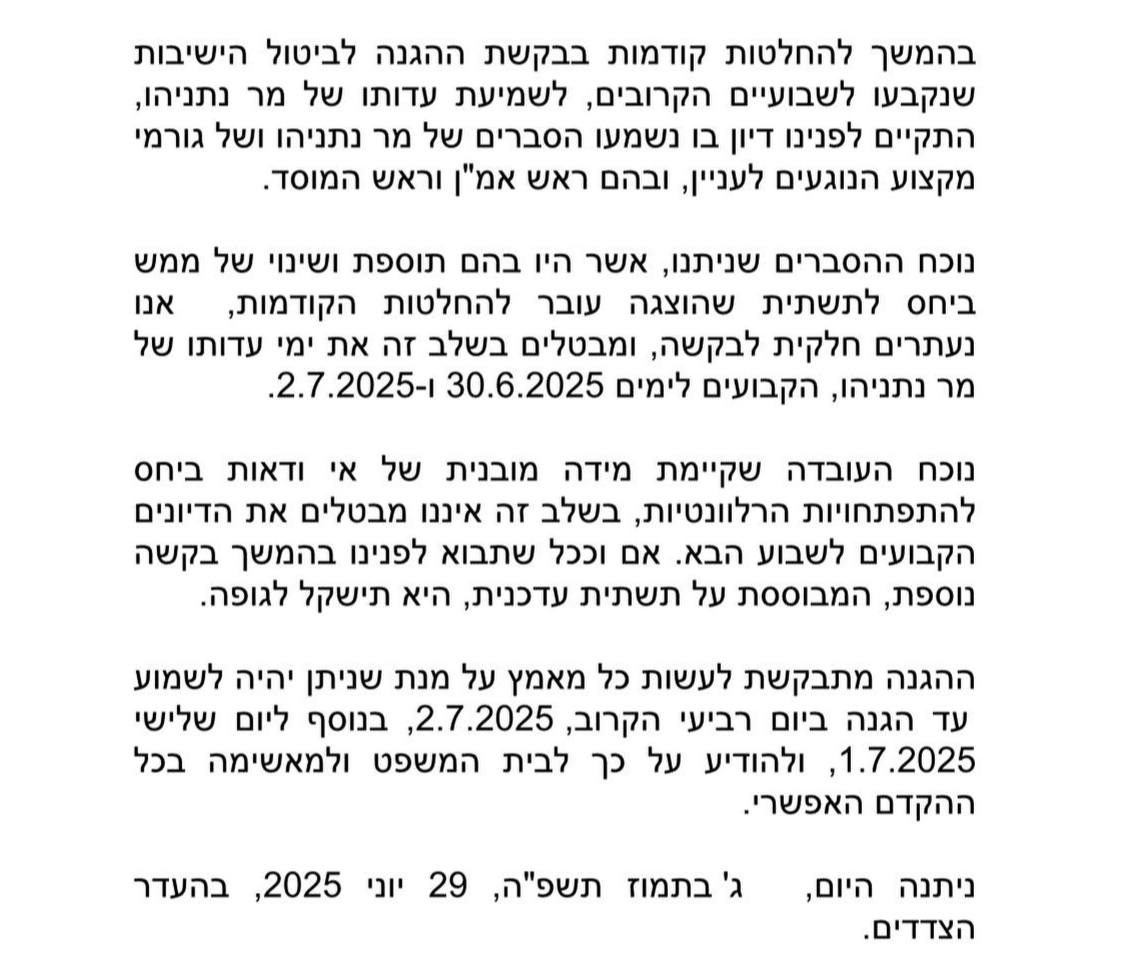 בהמשך להחלטות קודמות בבקשת ההגנה לביטול הישיבות
שנקבעו לשבועיים הקרובים, לשמיעת עדותו של מר נתניהו,
התקיים לפנינו דיון בו נשמעו הסברים של מר נתניהו ושל גורמי
מקצוע הנוגעים לעניין, ובהם ראש אמ"ן וראש המוסד.
נוכח ההסברים שניתנו, אשר היו בהם תוספת ושינוי של ממש
ביחס לתשתית שהוצגה עובר להחלטות הקודמות, אנו
נעתרים חלקית לבקשה, ומבטלים בשלב זה את ימי עדותו של
מר נתניהו, הקבועים לימים 30.6.2025 ו-2.7.2025.
נוכח העובדה שקיימת מידה מובנית של אי ודאות ביחס
להתפתחויות הרלוונטיות, בשלב זה איננו מבטלים את הדיונים
הקבועים לשבוע הבא. אם וככל שתבוא לפנינו בהמשך בקשה
נוספת, המבוססת על תשתית עדכנית, היא תישקל לגופה.
ההגנה מתבקשת לעשות כל מאמץ על מנת שניתן יהיה לשמוע
עד הגנה ביום רביעי הקרוב, 2.7.2025, בנוסף ליום שלישי
1.7.2025, ולהודיע על כך לבית המשפט ולמאשימה בכל
ההקדם האפשרי.
ניתנה היום, ג' בתמוז תשפ"ה, 29 יוני 2025, בהעדר
הצדדים.